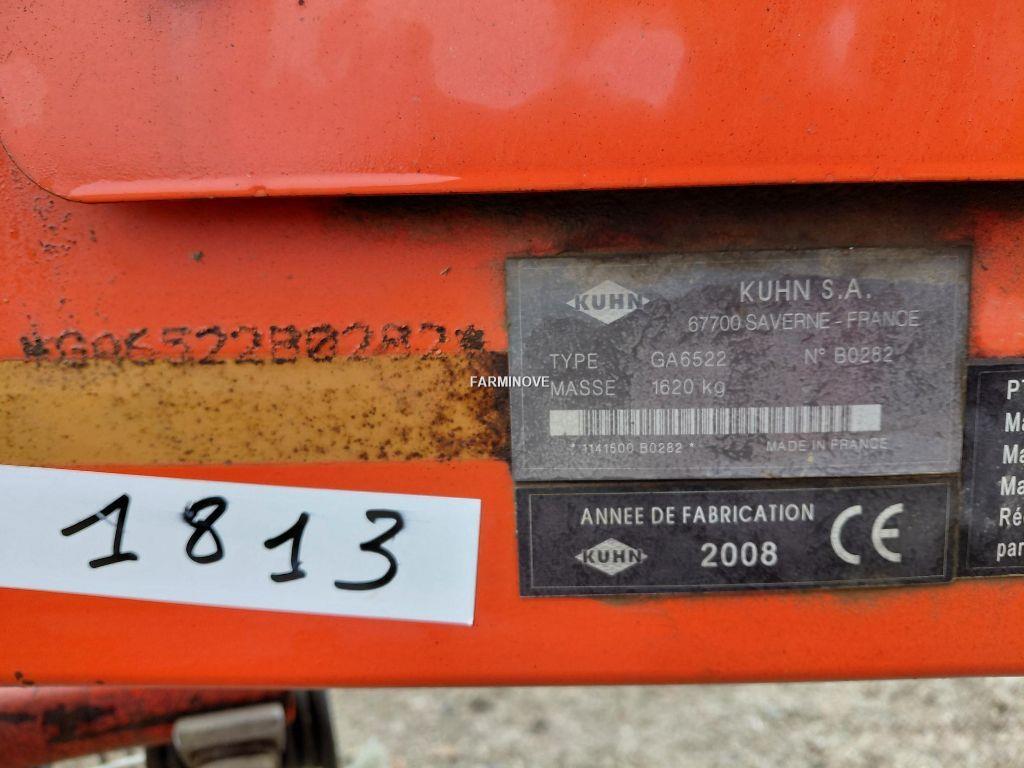 KUHN
KUHN S.A.
67700 SAVERNE - FRANCE
*GA6522B0282*
TYPE GA6522 N° B0282
MASSE 1620 kg
FARMINOVE
* 1141500 B0282 * MADE IN FRANCE
ANNEE DE FABRICATION
KUHN 2008 CE
1813
PT
Ma
Ma
Ma
Ré
par